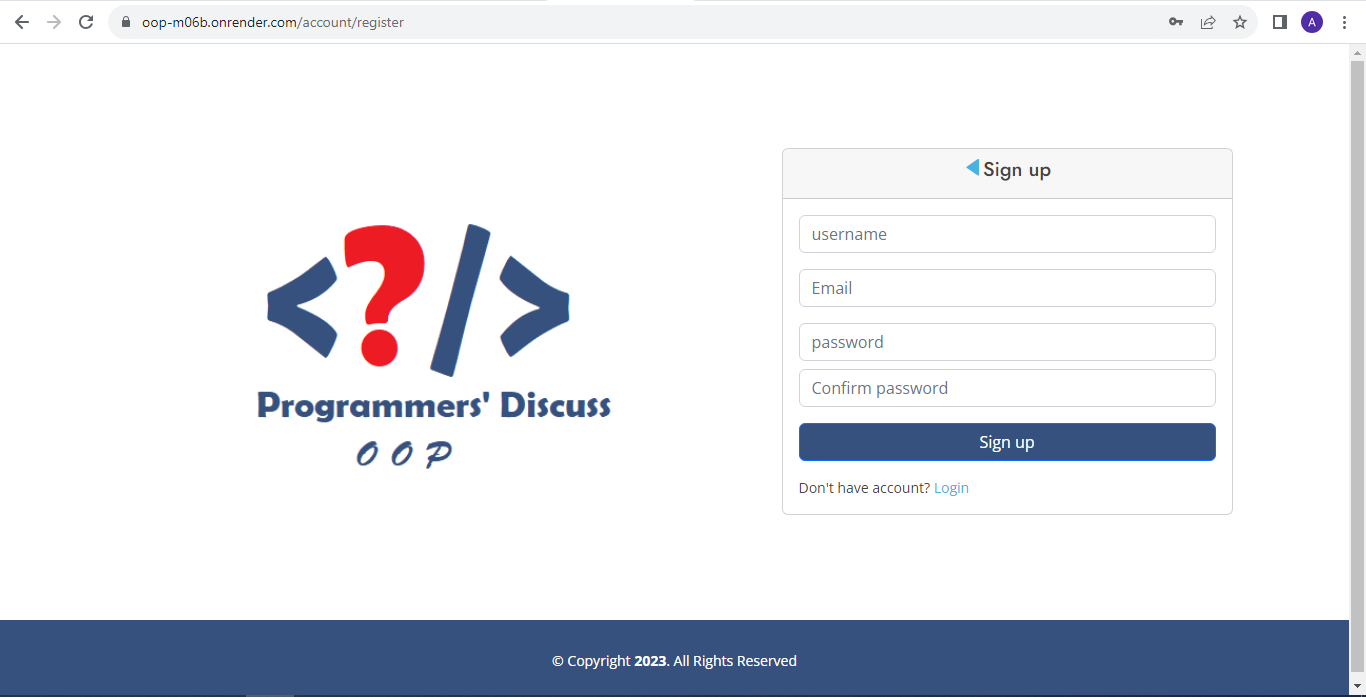 oop-m06b.onrender.com/account/register
A
Sign up
username
Email
password
Confirm password
Sign up
Don't have account? Login
<?/>
Programmers' Discuss
O O P
© Copyright 2023. All Rights Reserved